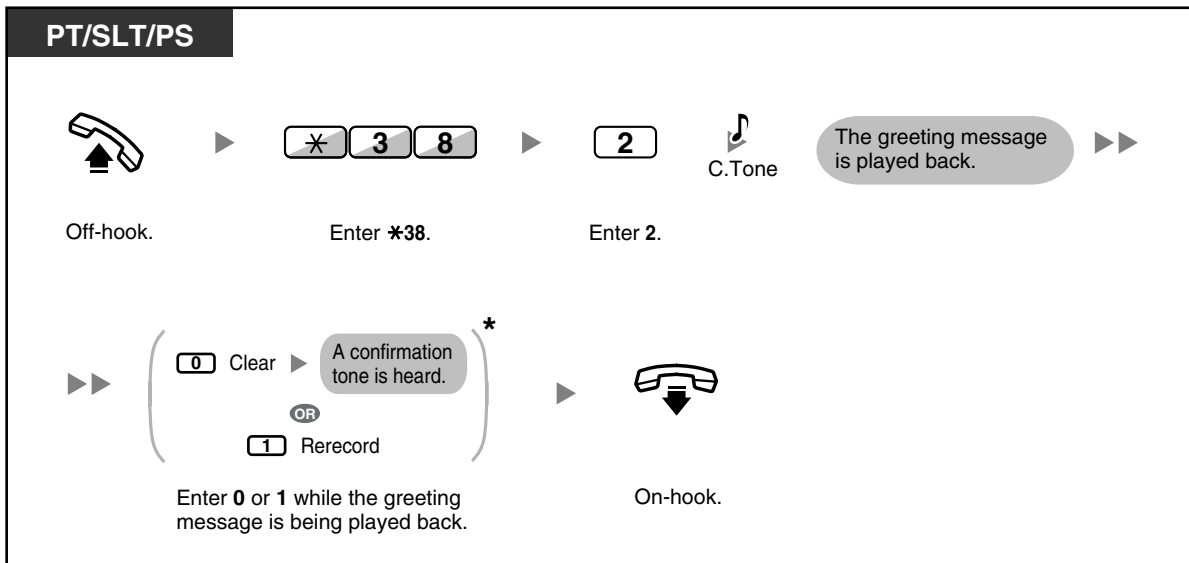 PT/SLT/PS
✳ 3 8
2
C.Tone
The greeting message
is played back.
Off-hook.
Enter ✳38.
Enter 2.
0 Clear
A confirmation
tone is heard.
*
OR
1 Rerecord
Enter 0 or 1 while the greeting
message is being played back.
On-hook.